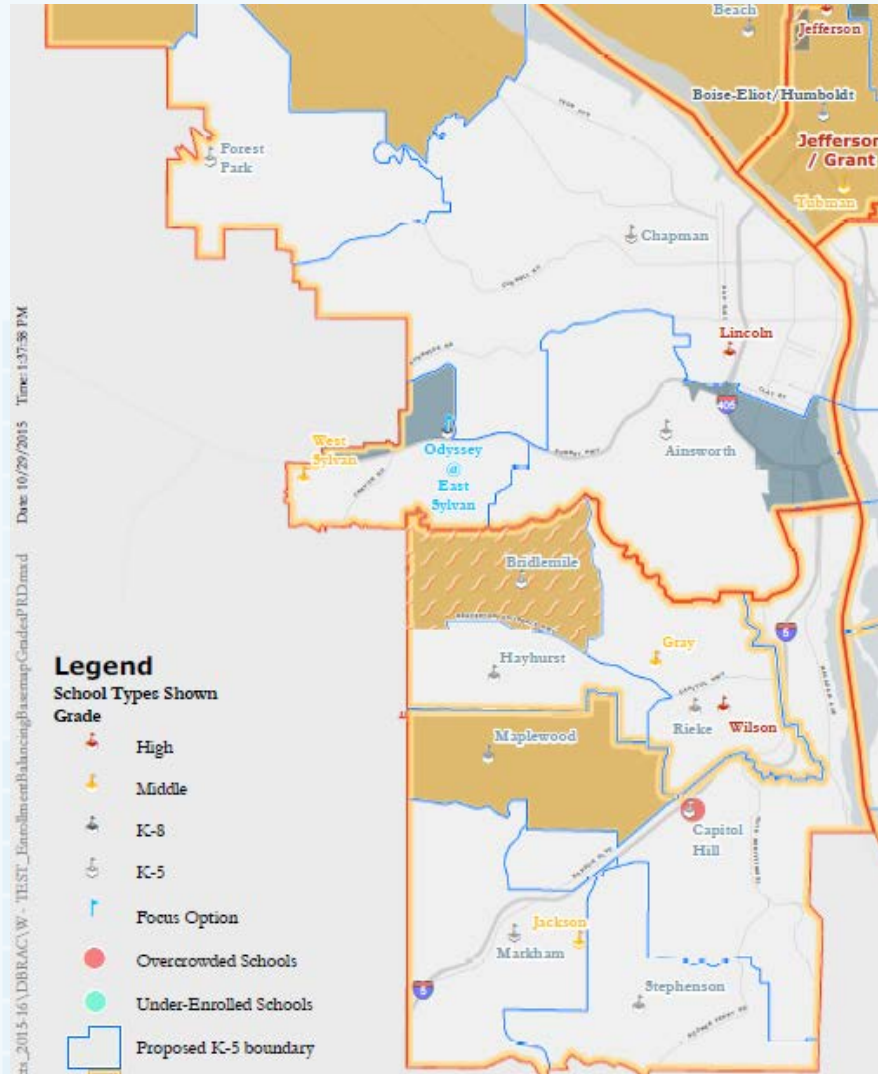 Beach
Jefferson
Boise-Eliot/Humboldt
Jefferson
/ Grant
Tubman
Forest
Park
Chapman
Lincoln
405
West
Sylvan
Odyssey
@
East
Sylvan
Ainsworth
Bridlemile
5
Hayhurst
Gray
Rieke
Wilson
Maplewood
Capitol
Hill
Jackson
Markham
5
Stephenson
Date: 10/29/2015 Time: 1:37:38 PM
Legend
School Types Shown
Grade
High
Middle
K-8
K-5
Focus Option
Overcrowded Schools
Under-Enrolled Schools
Proposed K-5 boundary